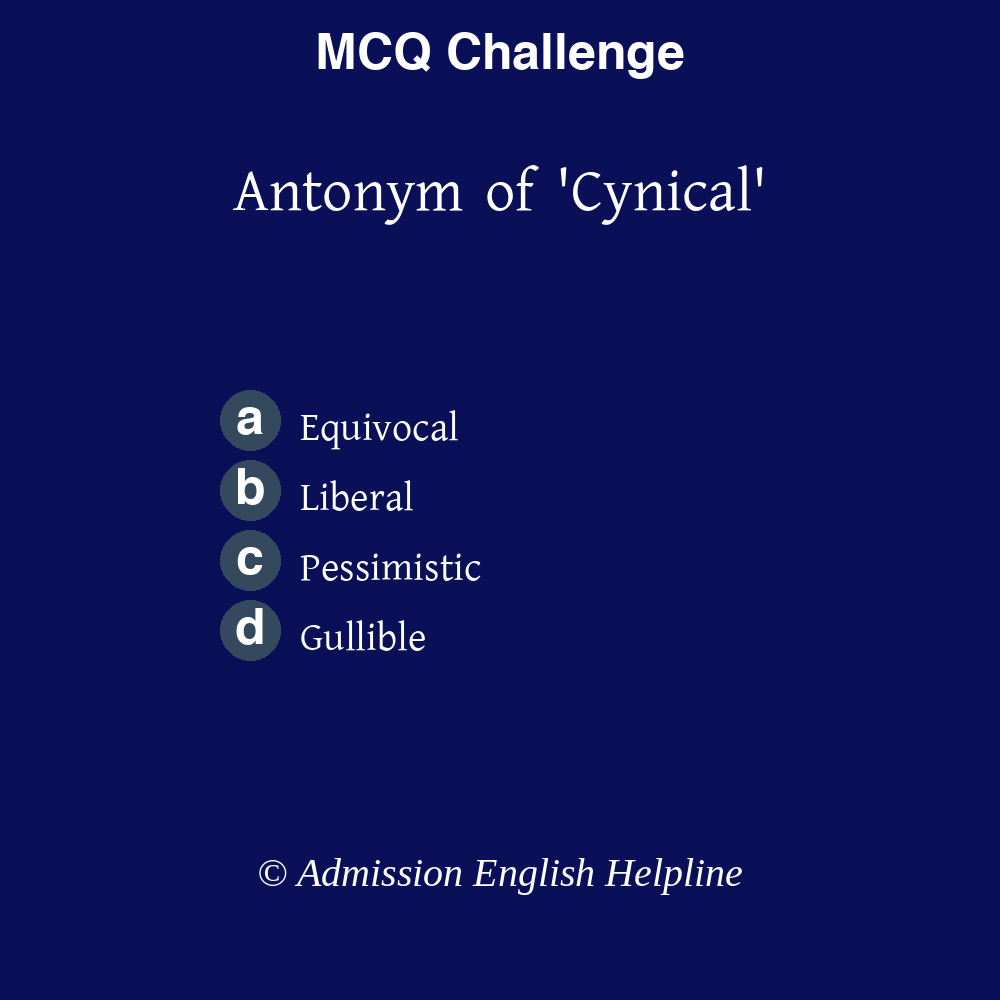 MCQ Challenge
Antonym of 'Cynical'
a Equivocal
b Liberal
c Pessimistic
d Gullible
© Admission English Helpline